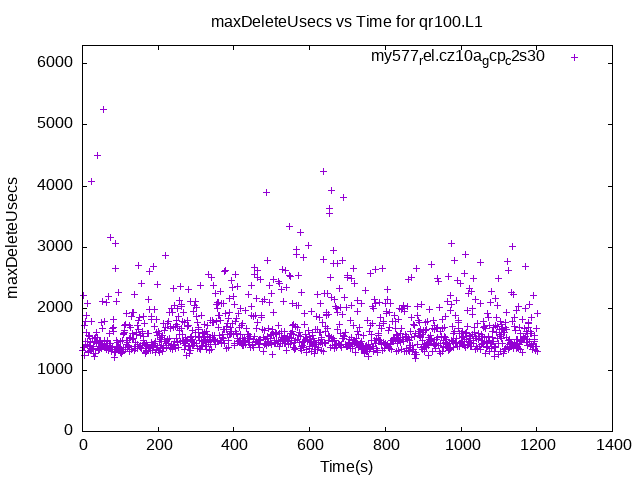 maxDeleteUsecs vs Time for qr100.L1
my577rel.cz10agcpc2s30
6000
5000
4000
3000
2000
1000
0
maxDeleteUsecs
0 200 400 600 800 1000 1200 1400
Time(s)